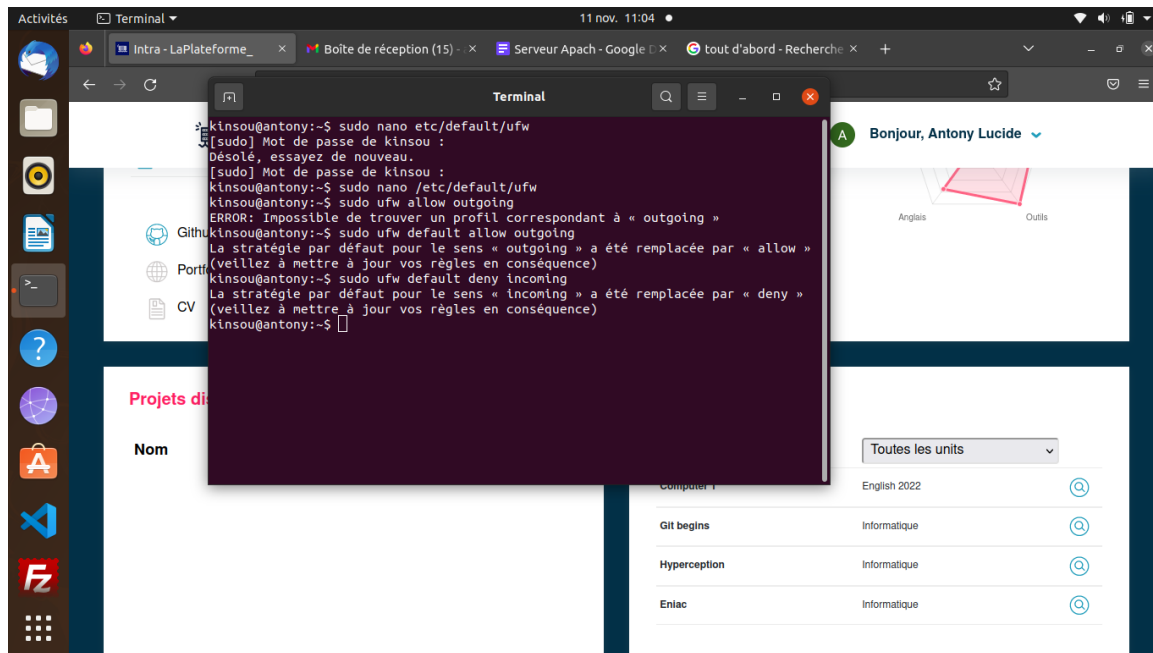 Activités
Terminal
11 nov. 11:04
Intra - LaPlateforme_
Boîte de réception (15) -
Serveur Apach - Google D
tout d'abord - Recherche
Terminal
Bonjour, Antony Lucide
A
kinsou@antony:~$ sudo nano etc/default/ufw
[sudo] Mot de passe de kinsou :
Désolé, essayez de nouveau.
[sudo] Mot de passe de kinsou :
kinsou@antony:~$ sudo nano /etc/default/ufw
kinsou@antony:~$ sudo ufw allow outgoing
ERROR: Impossible de trouver un profil correspondant à « outgoing »
kinsou@antony:~$ sudo ufw default allow outgoing
La stratégie par défaut pour le sens « outgoing » a été remplacée par « allow »
(veillez à mettre à jour vos règles en conséquence)
kinsou@antony:~$ sudo ufw default deny incoming
La stratégie par défaut pour le sens « incoming » a été remplacée par « deny »
(veillez à mettre à jour vos règles en conséquence)
kinsou@antony:~$
Githu
Portfo
CV
Anglais
Outils
Projets di
Nom
Toutes les units
Computer 1
English 2022
Git begins
Informatique
Hyperception
Informatique
Eniac
Informatique